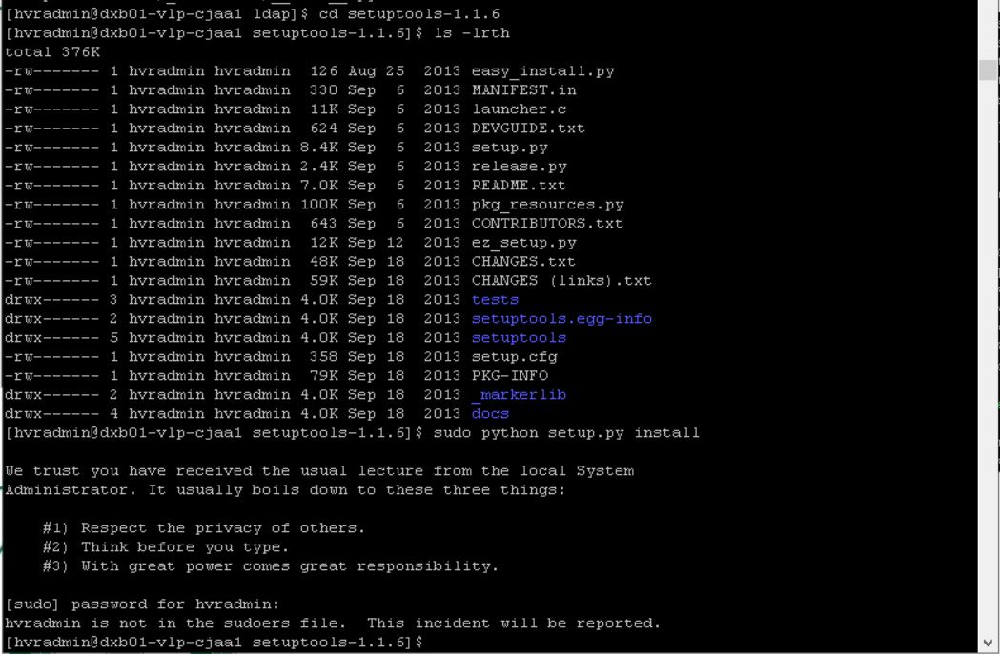 [hvradmin@dxb01-vlp-cjaa1 ldap]$ cd setuptools-1.1.6
[hvradmin@dxb01-vlp-cjaa1 setuptools-1.1.6]$ ls -lrth
total 376K
-rw------- 1 hvradmin hvradmin  126 Aug 25  2013 easy_install.py
-rw------- 1 hvradmin hvradmin  330 Sep  6  2013 MANIFEST.in
-rw------- 1 hvradmin hvradmin  11K Sep  6  2013 launcher.c
-rw------- 1 hvradmin hvradmin  624 Sep  6  2013 DEVGUIDE.txt
-rw------- 1 hvradmin hvradmin 8.4K Sep  6  2013 setup.py
-rw------- 1 hvradmin hvradmin 2.4K Sep  6  2013 release.py
-rw------- 1 hvradmin hvradmin 7.0K Sep  6  2013 README.txt
-rw------- 1 hvradmin hvradmin 100K Sep  6  2013 pkg_resources.py
-rw------- 1 hvradmin hvradmin  643 Sep  6  2013 CONTRIBUTORS.txt
-rw------- 1 hvradmin hvradmin  12K Sep 12  2013 ez_setup.py
-rw------- 1 hvradmin hvradmin  48K Sep 18  2013 CHANGES.txt
-rw------- 1 hvradmin hvradmin  59K Sep 18  2013 CHANGES (links).txt
drwx------ 3 hvradmin hvradmin 4.0K Sep 18  2013 tests
drwx------ 2 hvradmin hvradmin 4.0K Sep 18  2013 setuptools.egg-info
drwx------ 5 hvradmin hvradmin 4.0K Sep 18  2013 setuptools
-rw------- 1 hvradmin hvradmin  358 Sep 18  2013 setup.cfg
-rw------- 1 hvradmin hvradmin  79K Sep 18  2013 PKG-INFO
drwx------ 2 hvradmin hvradmin 4.0K Sep 18  2013 _markerlib
drwx------ 4 hvradmin hvradmin 4.0K Sep 18  2013 docs
[hvradmin@dxb01-vlp-cjaa1 setuptools-1.1.6]$ sudo python setup.py install
We trust you have received the usual lecture from the local System
Administrator. It usually boils down to these three things:
#1) Respect the privacy of others.
#2) Think before you type.
#3) With great power comes great responsibility.
[sudo] password for hvradmin:
hvradmin is not in the sudoers file.  This incident will be reported.
[hvradmin@dxb01-vlp-cjaa1 setuptools-1.1.6]$